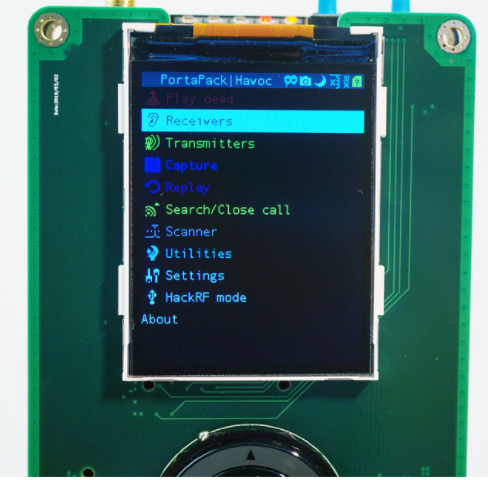 PortaPack|Havoc
Play dead
Receivers
Transmitters
Capture
Replay
Search/Close call
Scanner
Utilities
Settings
HackRF mode
About